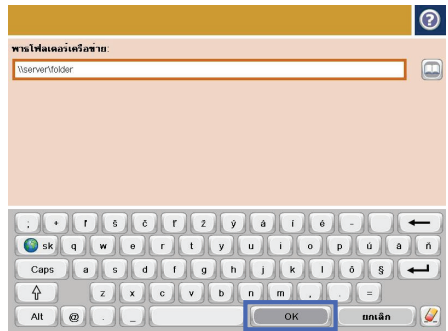 ?
พาธโฟลเดอร์เครือข่าย:
\\server\folder
; + ľ š č ť ž ý á í é -
sk q w e r t y u i o p ú ä ň
Caps a s d f g h j k l ô §
z x c v b n m , . =
Alt @ . _ OK ยกเลิก